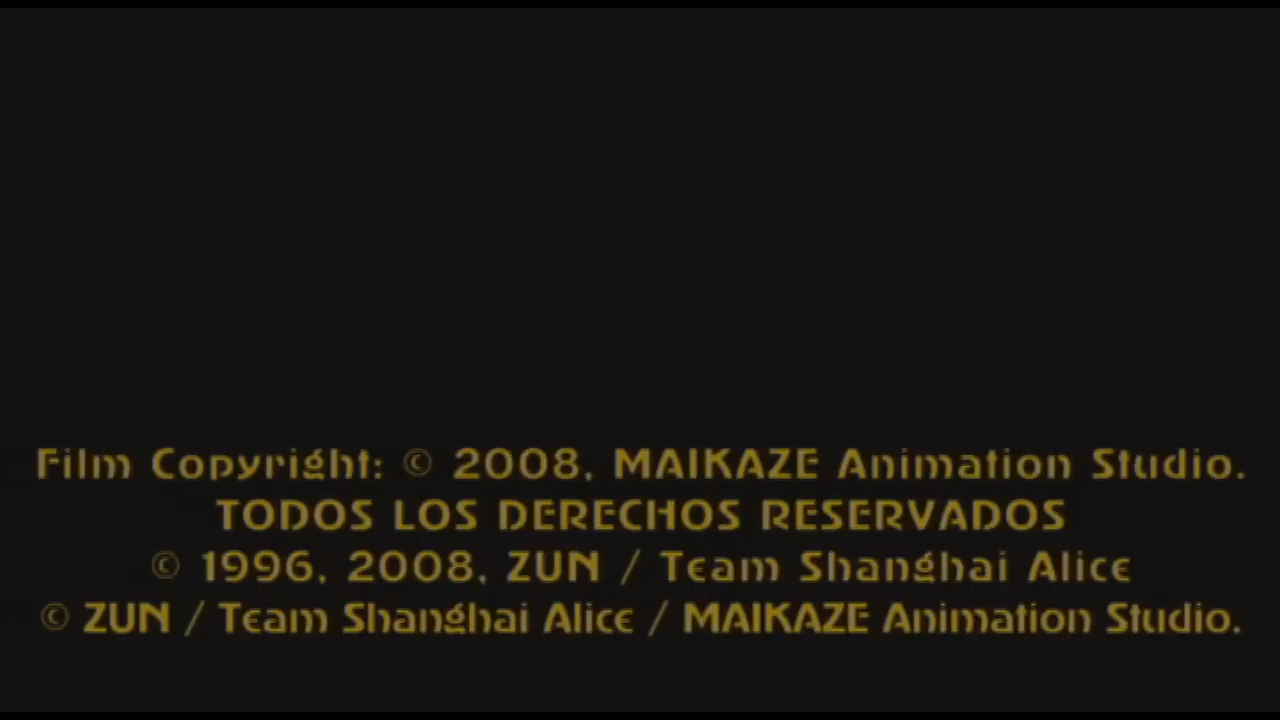 Film Copyright: © 2008, MAIKAZE Animation Studio.
TODOS LOS DERECHOS RESERVADOS
© 1996, 2008, ZUN / Team Shanghai Alice
© ZUN / Team Shanghai Alice / MAIKAZE Animation Studio.